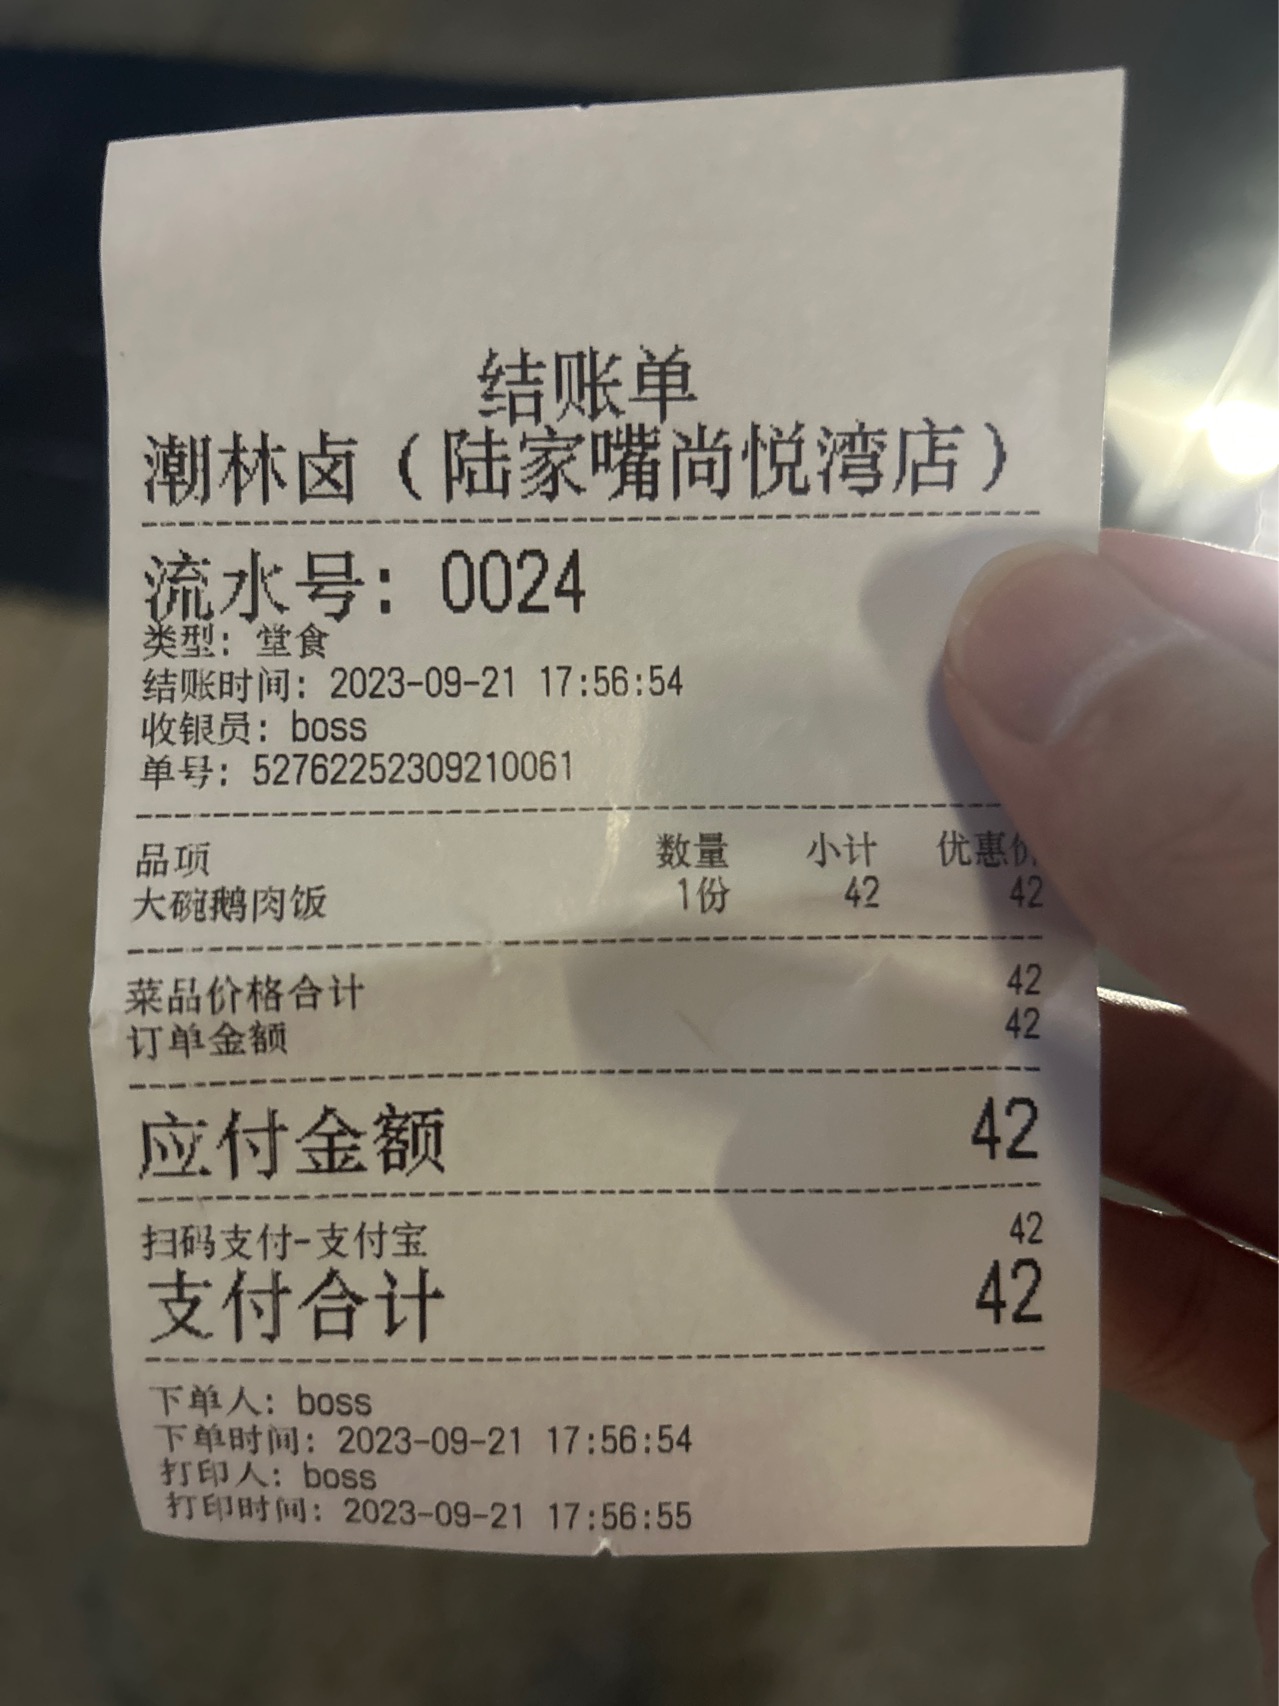 结账单
潮林卤（陆家嘴尚悦湾店）
流水号：0024
类型：堂食
结账时间：2023-09-21 17:56:54
收银员：boss
单号：52762252309210061
品项 数量 小计 优惠价
大碗鹅肉饭 1份 42 42
菜品价格合计 42
订单金额 42
应付金额 42
扫码支付-支付宝 42
支付合计 42
下单人：boss
下单时间：2023-09-21 17:56:54
打印人：boss
打印时间：2023-09-21 17:56:55